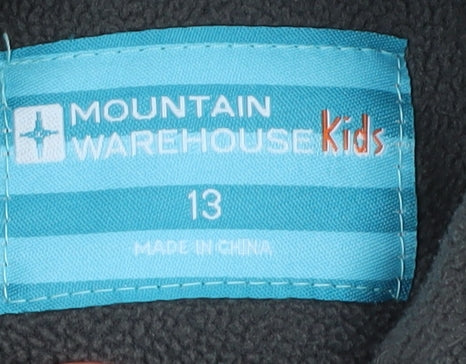 MOUNTAIN
WAREHOUSE Kids
13
MADE IN CHINA